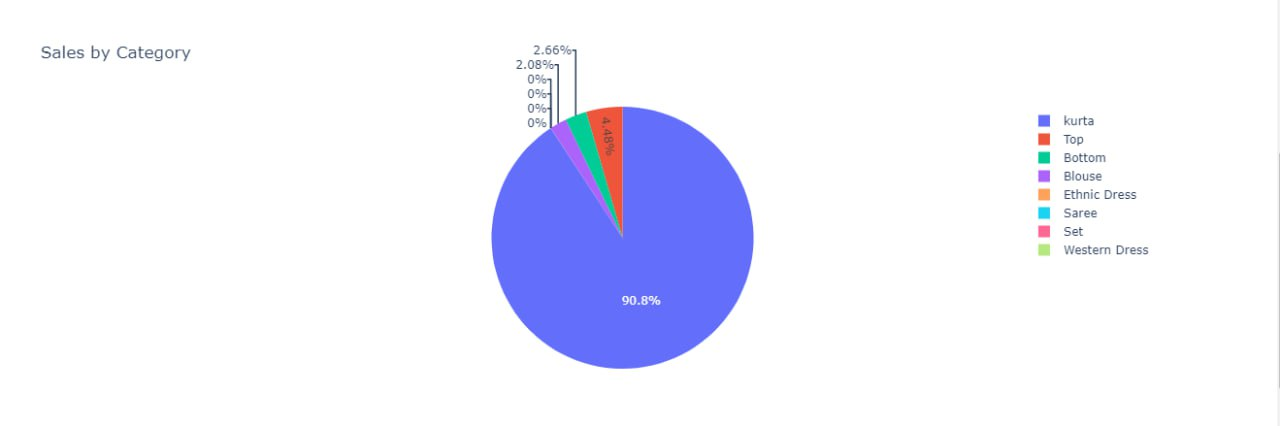 Sales by Category
2.66%
2.08%
0%
0%
0%
0%
4.48%
90.8%
kurta
Top
Bottom
Blouse
Ethnic Dress
Saree
Set
Western Dress